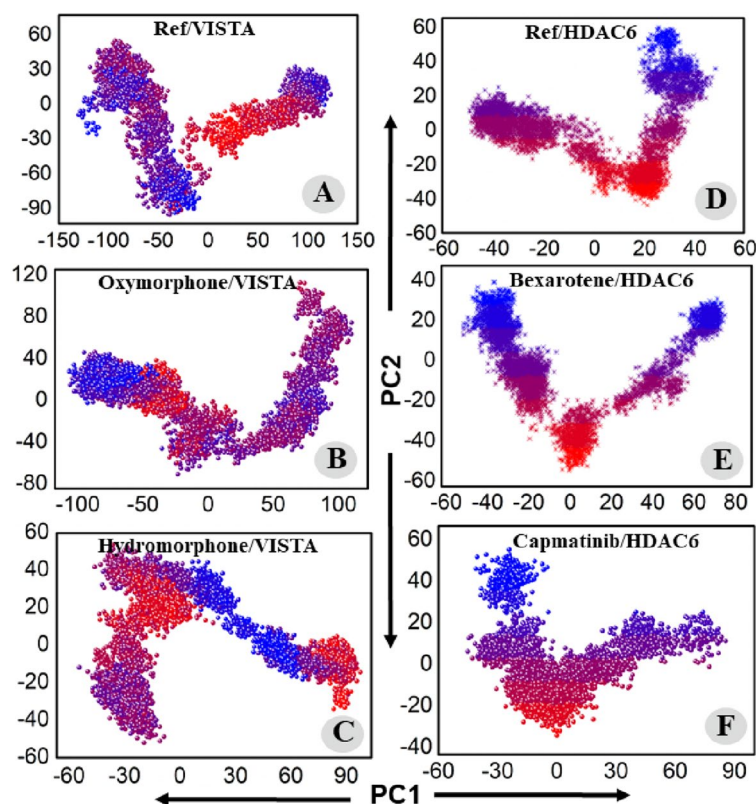 Ref/VISTA
60
30
0
-30
-60
-90
A
-150 -100 -50 0 50 100 150
Oxymorphone/VISTA
120
80
40
0
-40
-80
B
-100 -50 0 50 100
Hydromorphone/VISTA
60
40
20
0
-20
-40
-60
C
-60 -30 0 30 60 90
Ref/HDAC6
60
40
20
0
-20
-40
-60
D
-60 -40 -20 0 20 40 60
Bexarotene/HDAC6
40
20
0
-20
-40
-60
E
-60 -40 -20 0 20 40 60 80
Capmatinib/HDAC6
60
40
20
0
-20
-40
F
-60 -30 0 30 60 90
PC2
PC1